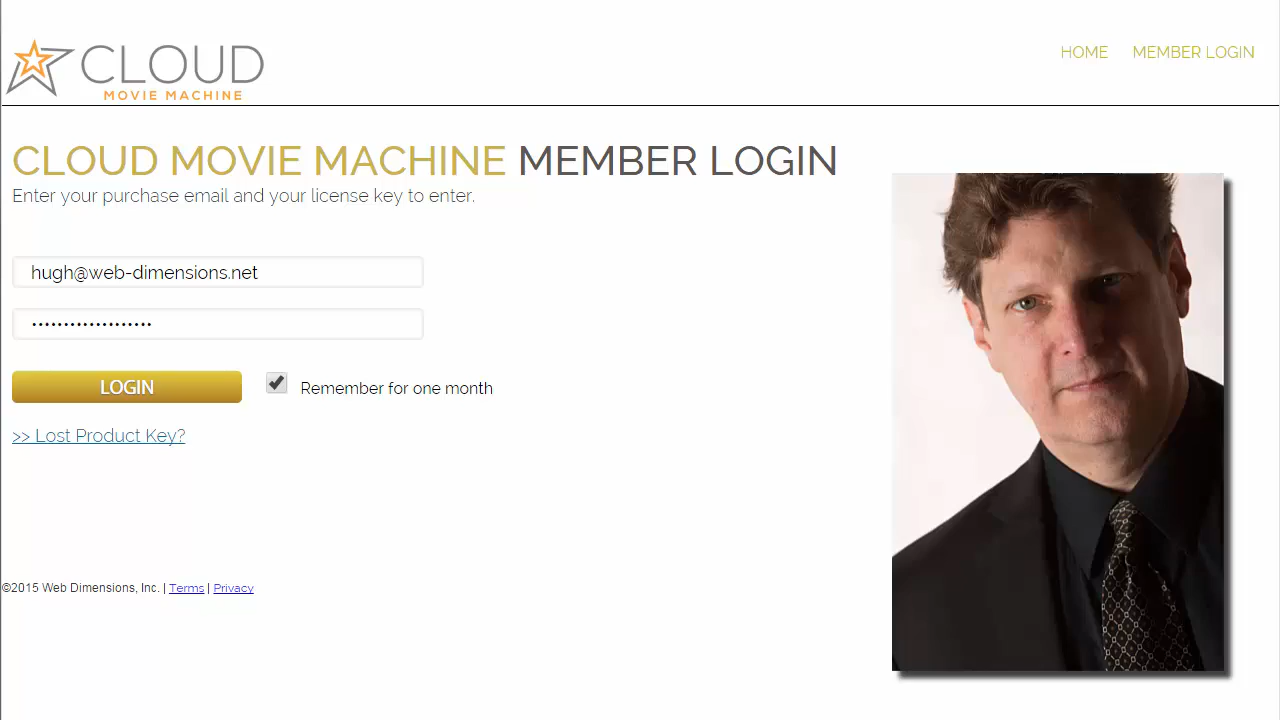 CLOUD
MOVIE MACHINE
HOME MEMBER LOGIN
CLOUD MOVIE MACHINE MEMBER LOGIN
Enter your purchase email and your license key to enter.
hugh@web-dimensions.net
•••••••••••••••••••
LOGIN
Remember for one month
>> Lost Product Key?
©2015 Web Dimensions, Inc. | Terms | Privacy